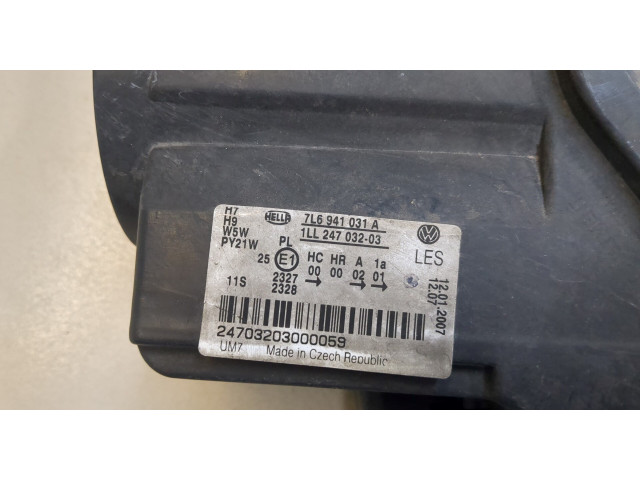 H7
H9
W5W
PY21W
HELLA
7L6 941 031 A
1LL 247 032-03
PL
25
E1
HC HR A 1a
00 00 02 01
11S
2327
2328
LES
12.01.2007
12.07
24703203000059
UM7 Made in Czech Republic